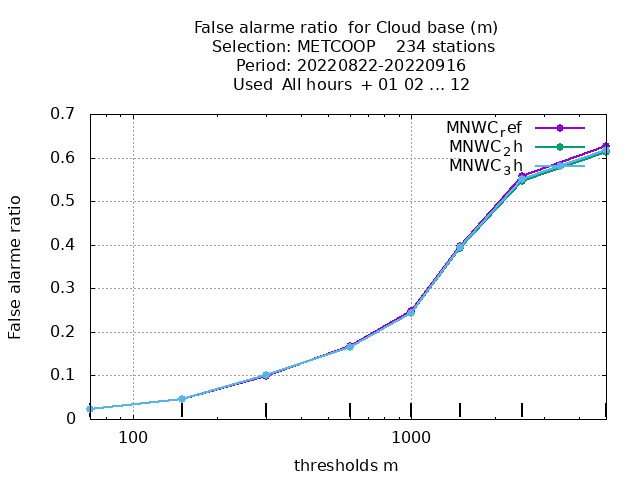 False alarme ratio  for Cloud base (m)
Selection: METCOOP    234 stations
Period: 20220822-20220916
Used  All hours  + 01 02 ... 12
0.7
0.6
0.5
0.4
0.3
0.2
0.1
0
False alarme ratio
MNWC_ref
MNWC_2h
MNWC_3h
100
1000
thresholds m